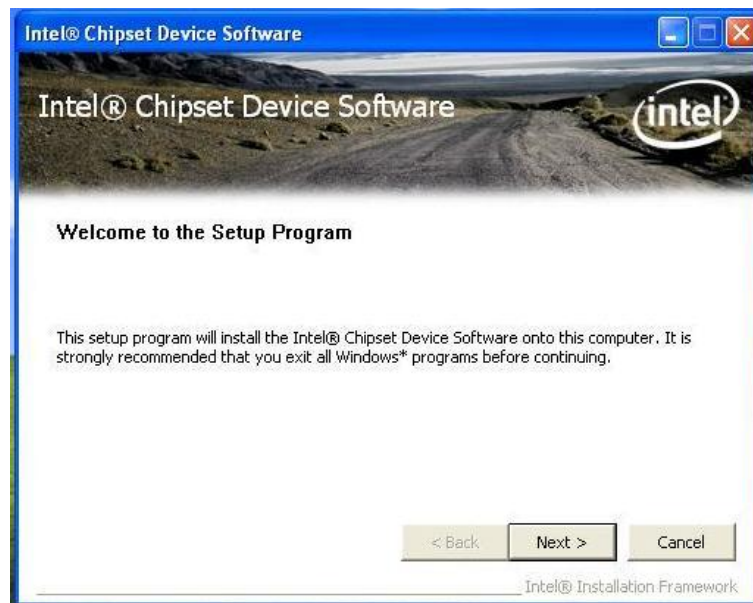 Intel® Chipset Device Software
Intel® Chipset Device Software
intel
Welcome to the Setup Program
This setup program will install the Intel® Chipset Device Software onto this computer. It is
strongly recommended that you exit all Windows* programs before continuing.
< Back Next > Cancel
Intel® Installation Framework